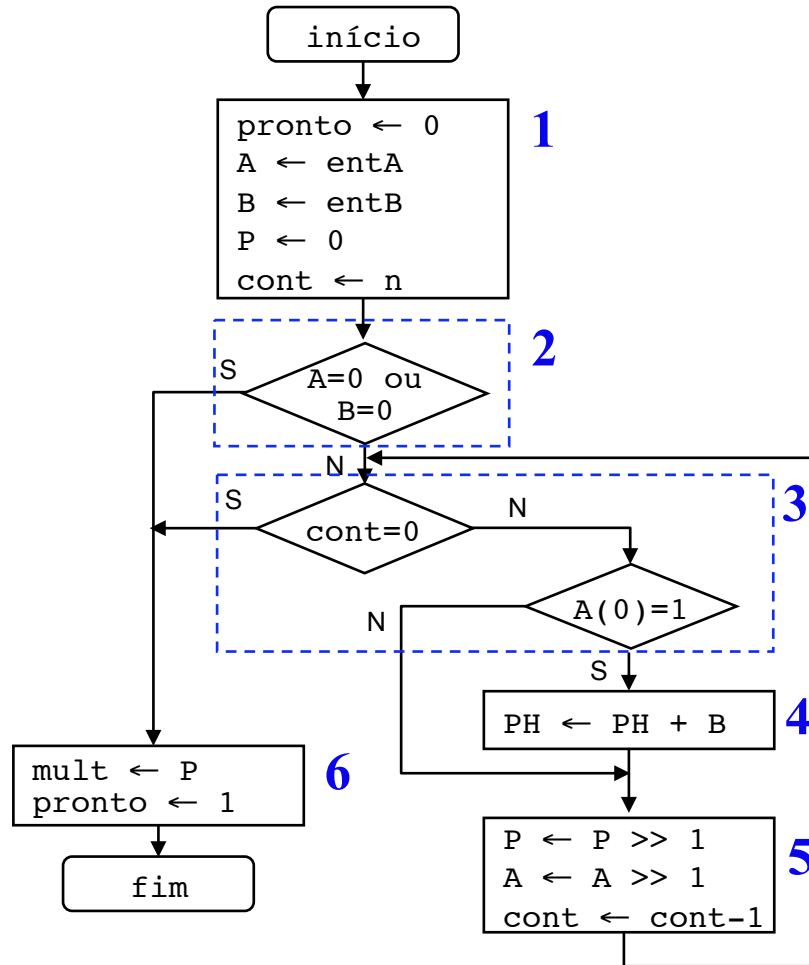 início
pronto ← 0
A ← entA
B ← entB
P ← 0
cont ← n
1
2
S
A=0 ou
B=0
N
3
S
N
cont=0
A(0)=1
N
S
PH ← PH + B
4
mult ← P
pronto ← 1
6
P ← P >> 1
A ← A >> 1
cont ← cont-1
5
fim